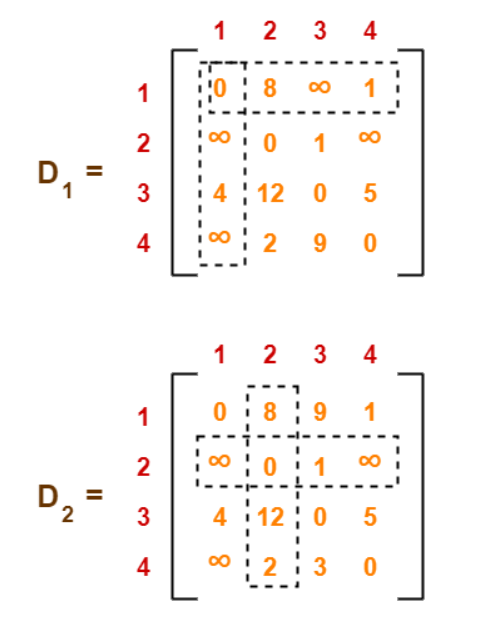 1 2 3 4
1 0 8 ∞ 1
2 ∞ 0 1 ∞
D1 =
3 4 12 0 5
4 ∞ 2 9 0
1 2 3 4
1 0 8 9 1
2 ∞ 0 1 ∞
D2 =
3 4 12 0 5
4 ∞ 2 3 0